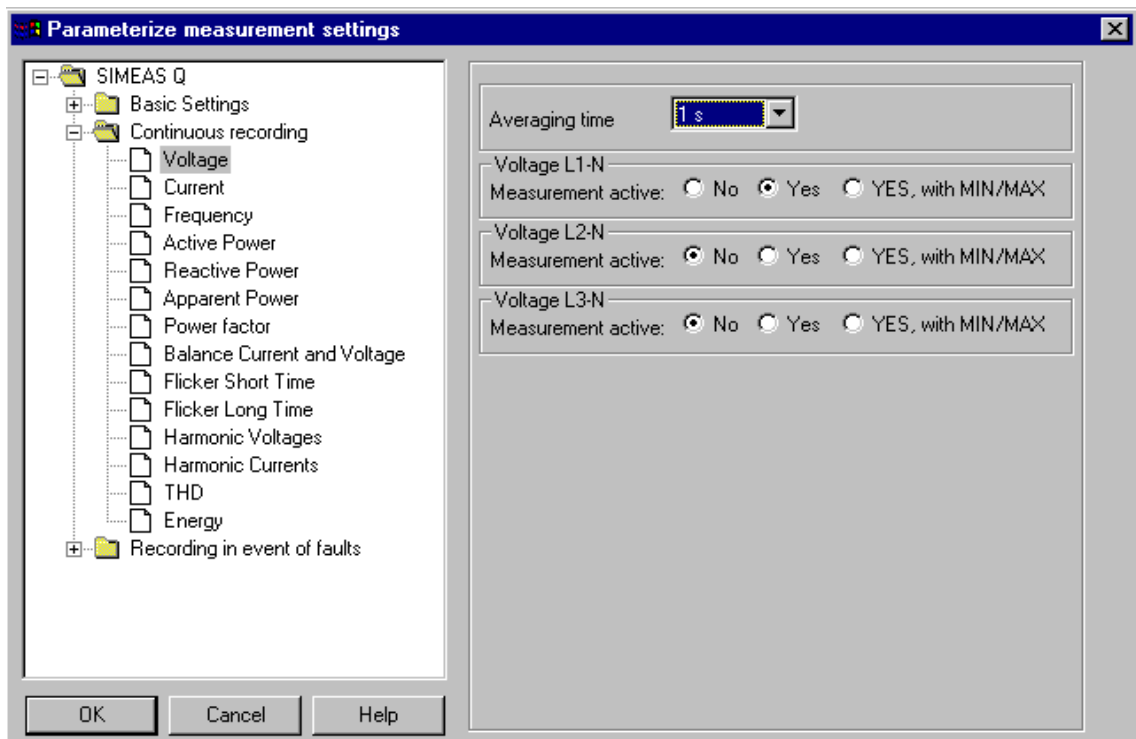 Parameterize measurement settings
SIMEAS Q
Basic Settings
Continuous recording
Voltage
Current
Frequency
Active Power
Reactive Power
Apparent Power
Power factor
Balance Current and Voltage
Flicker Short Time
Flicker Long Time
Harmonic Voltages
Harmonic Currents
THD
Energy
Recording in event of faults
OK Cancel Help
Averaging time 1 s
Voltage L1-N
Measurement active: No Yes YES, with MIN/MAX
Voltage L2-N
Measurement active: No Yes YES, with MIN/MAX
Voltage L3-N
Measurement active: No Yes YES, with MIN/MAX